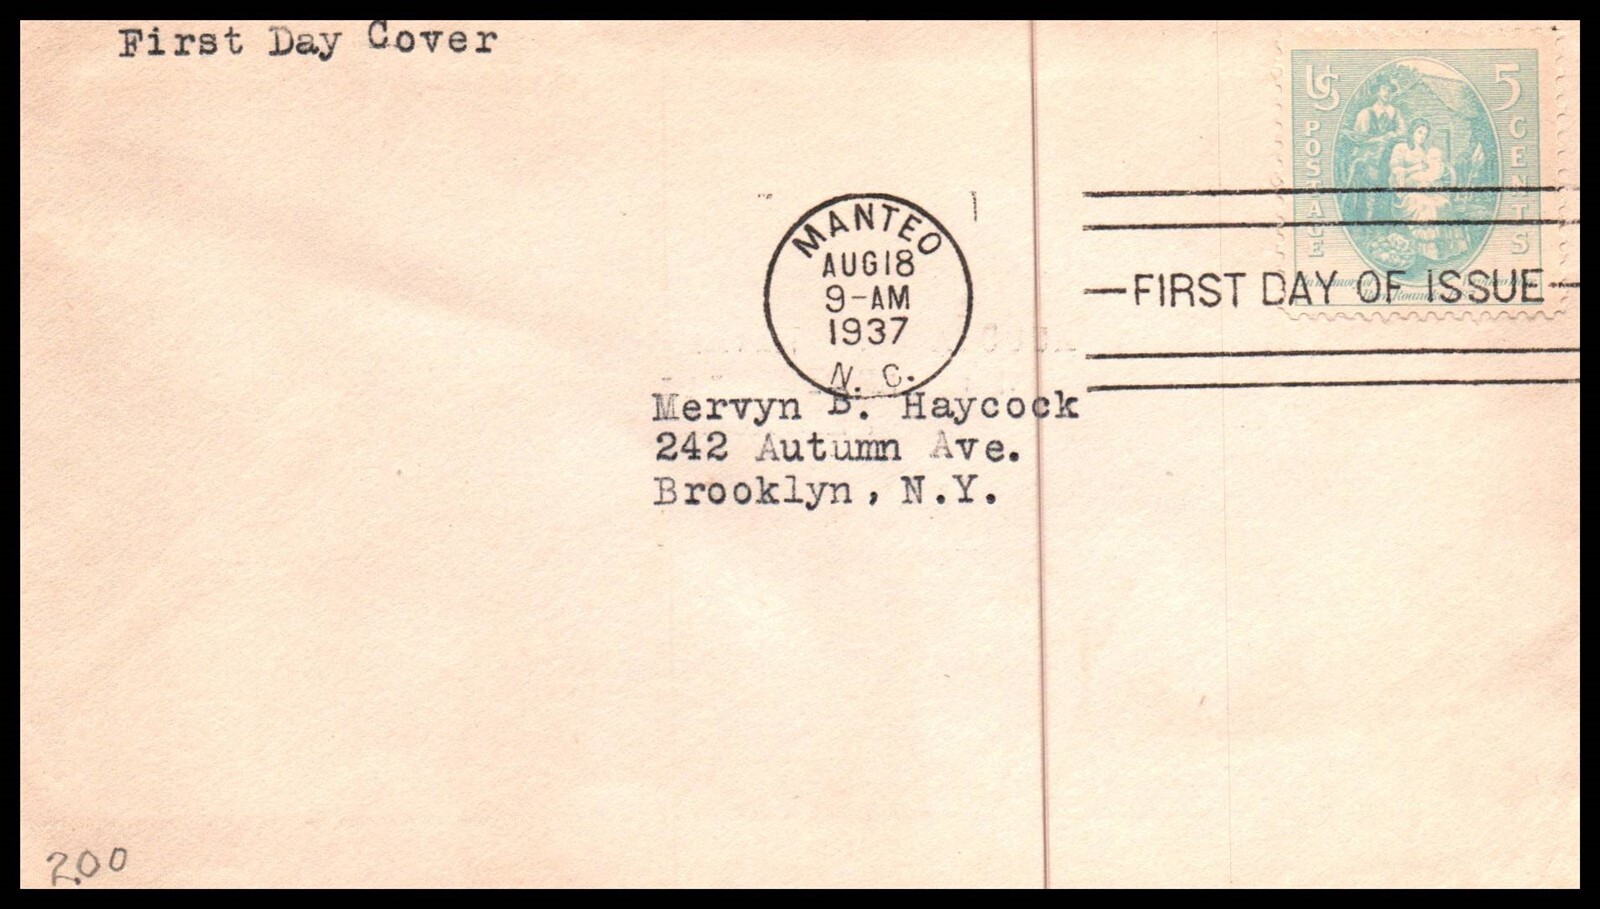 First Day Cover
US 5
POSTAGE CENTS
MANTEO
AUG 18
9-AM
1937
N. C.
FIRST DAY OF ISSUE
Mervyn B. Haycock
242 Autumn Ave.
Brooklyn, N.Y.
200